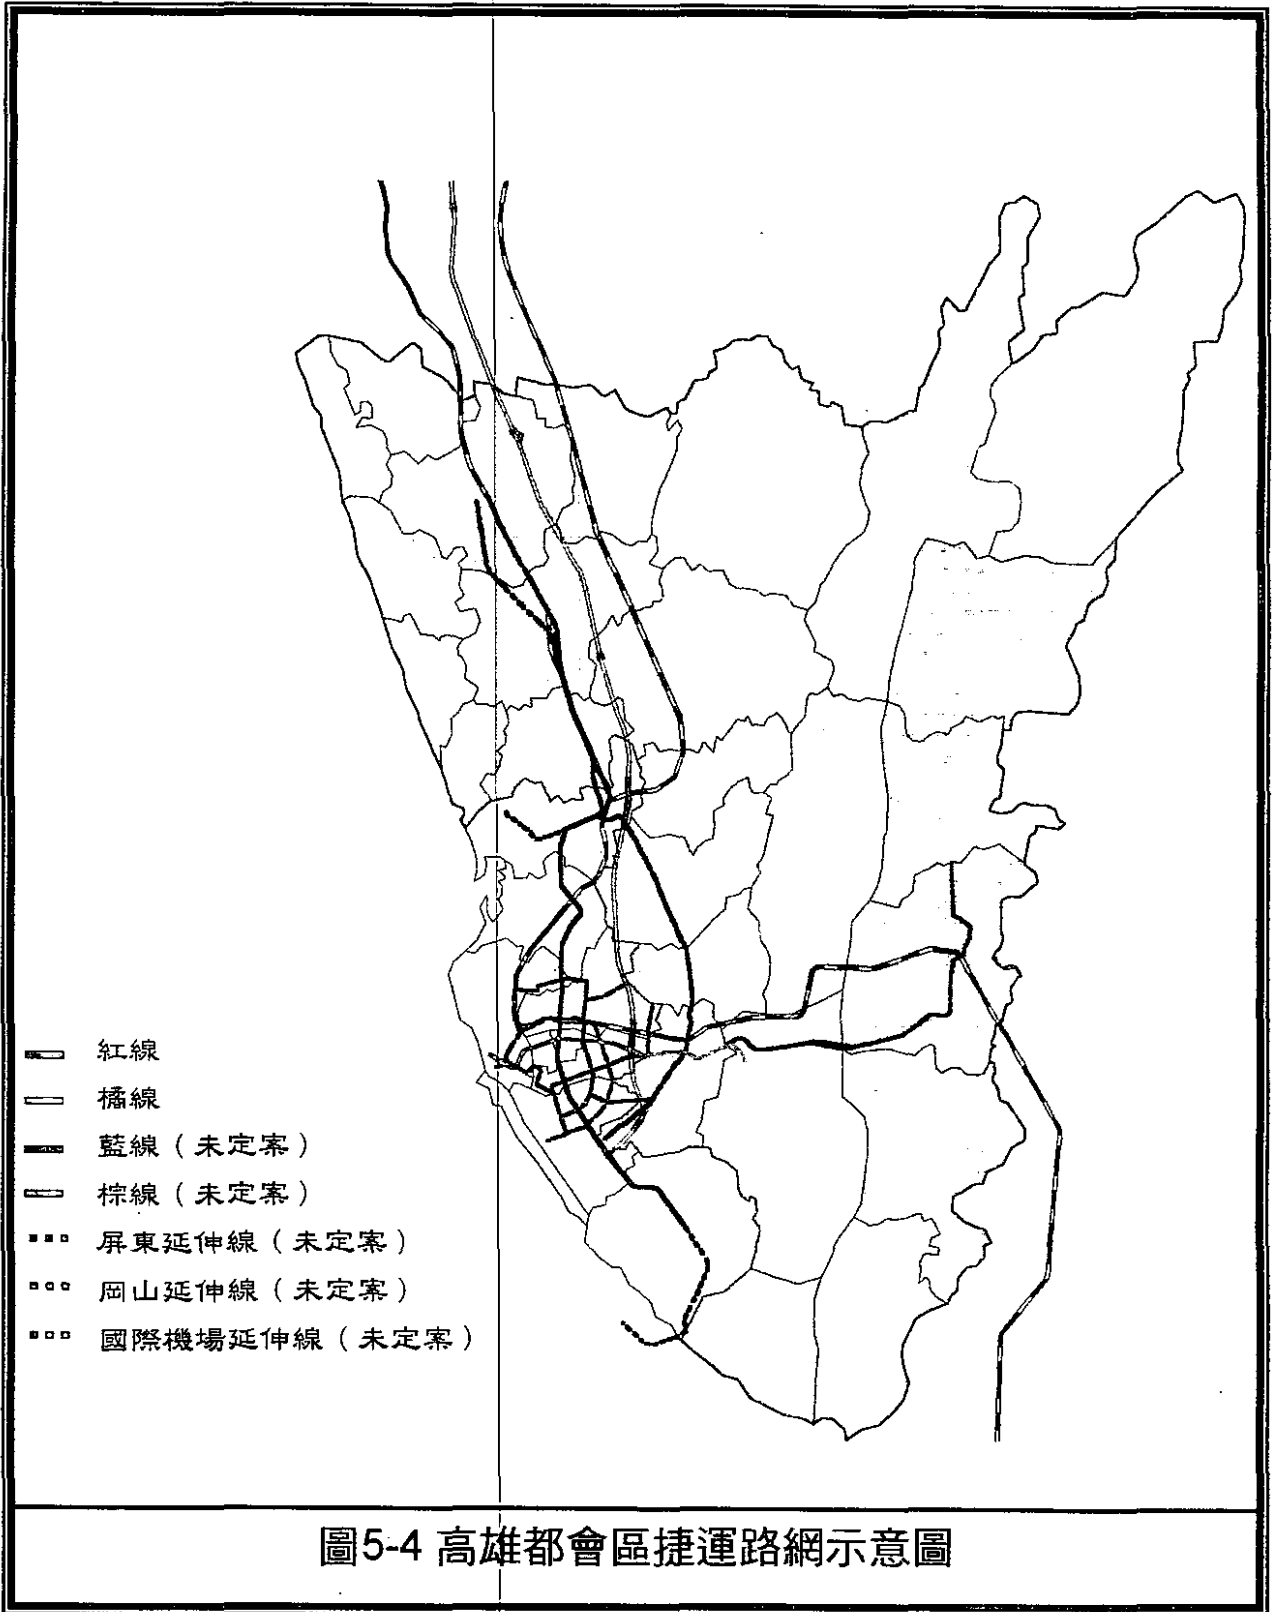 紅線
橘線
藍線（未定案）
棕線（未定案）
屏東延伸線（未定案）
岡山延伸線（未定案）
國際機場延伸線（未定案）
圖5-4 高雄都會區捷運路網示意圖